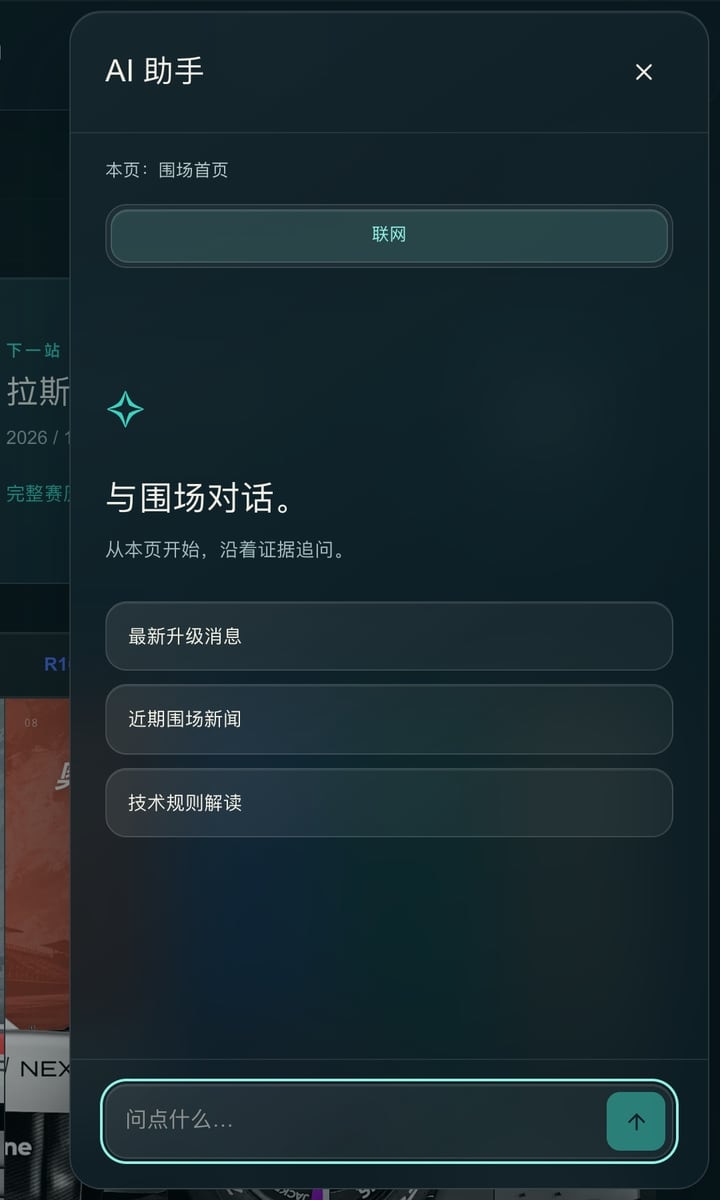 AI 助手
本页：围场首页
联网
下一站
拉斯
2026 /
完整赛
与围场对话。
从本页开始，沿着证据追问。
最新升级消息
近期围场新闻
R1
08
技术规则解读
NEX
问点什么...
ne